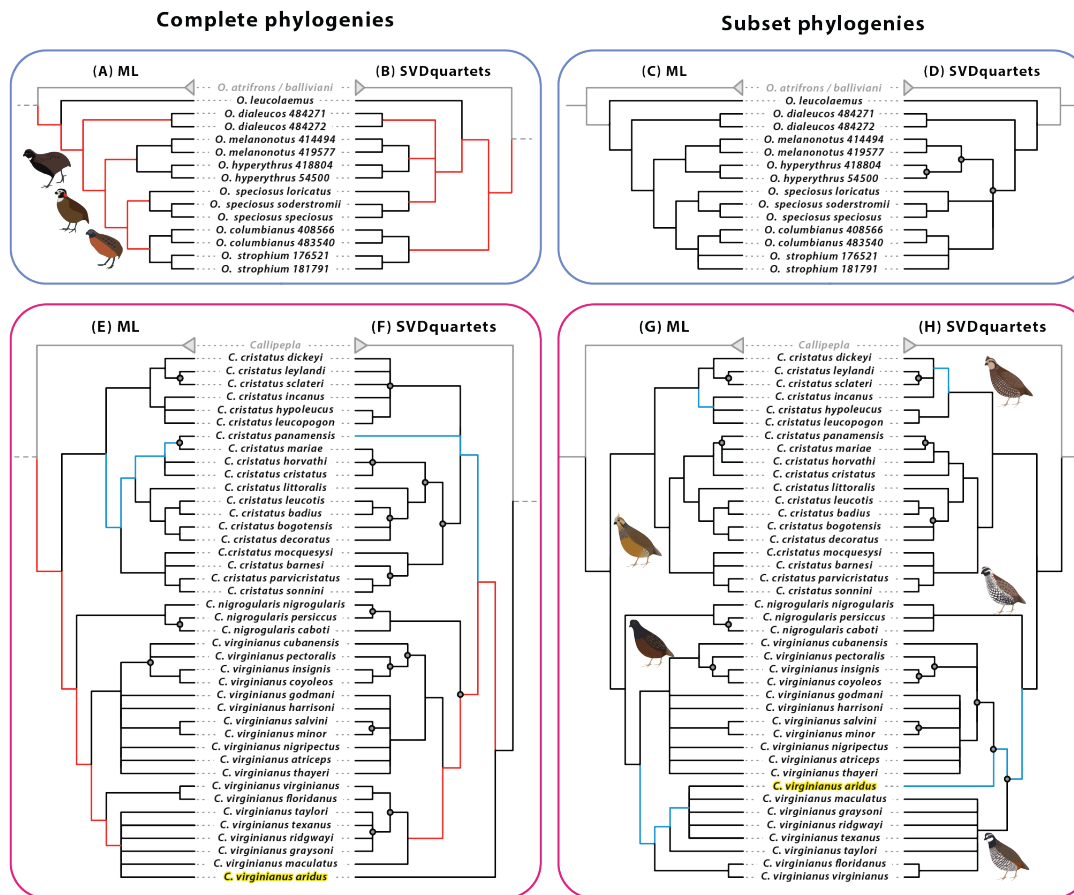 Complete phylogenies
Subset phylogenies
(A) ML
(B) SVDquartets
O. atrifrons / balliviani
O. leucolaemus
O. dialeucos 484271
O. dialeucos 484272
O. melanonotus 414494
O. melanonotus 419577
O. hyperythrus 418804
O. hyperythrus 54500
O. speciosus loricatus
O. speciosus soderstromii
O. speciosus speciosus
O. columbianus 408566
O. columbianus 483540
O. strophium 176521
O. strophium 181791
(C) ML
(D) SVDquartets
O. atrifrons / balliviani
O. leucolaemus
O. dialeucos 484271
O. dialeucos 484272
O. melanonotus 414494
O. melanonotus 419577
O. hyperythrus 418804
O. hyperythrus 54500
O. speciosus loricatus
O. speciosus soderstromii
O. speciosus speciosus
O. columbianus 408566
O. columbianus 483540
O. strophium 176521
O. strophium 181791
(E) ML
(F) SVDquartets
Callipepla
C. cristatus dickeyi
C. cristatus leylandi
C. cristatus sclateri
C. cristatus incanus
C. cristatus hypoleucus
C. cristatus leucopogon
C. cristatus panamensis
C. cristatus mariae
C. cristatus horvathi
C. cristatus cristatus
C. cristatus littoralis
C. cristatus leucotis
C. cristatus badius
C. cristatus bogotensis
C. cristatus decoratus
C.cristatus mocquesysi
C. cristatus barnesi
C. cristatus parvicristatus
C. cristatus sonnini
C. nigrogularis nigrogularis
C. nigrogularis persiccus
C. nigrogularis caboti
C. virginianus cubanensis
C. virginianus pectoralis
C. virginianus insignis
C. virginianus coyoleos
C. virginianus godmani
C. virginianus harrisoni
C. virginianus salvini
C. virginianus minor
C. virginianus nigripectus
C. virginianus atriceps
C. virginianus thayeri
C. virginianus virginianus
C. virginianus floridanus
C. virginianus taylori
C. virginianus texanus
C. virginianus ridgwayi
C. virginianus graysoni
C. virginianus maculatus
C. virginianus aridus
(G) ML
(H) SVDquartets
Callipepla
C. cristatus dickeyi
C. cristatus leylandi
C. cristatus sclateri
C. cristatus incanus
C. cristatus hypoleucus
C. cristatus leucopogon
C. cristatus panamensis
C. cristatus mariae
C. cristatus horvathi
C. cristatus cristatus
C. cristatus littoralis
C. cristatus leucotis
C. cristatus badius
C. cristatus bogotensis
C. cristatus decoratus
C.cristatus mocquesysi
C. cristatus barnesi
C. cristatus parvicristatus
C. cristatus sonnini
C. nigrogularis nigrogularis
C. nigrogularis persiccus
C. nigrogularis caboti
C. virginianus cubanensis
C. virginianus pectoralis
C. virginianus insignis
C. virginianus coyoleos
C. virginianus godmani
C. virginianus harrisoni
C. virginianus salvini
C. virginianus minor
C. virginianus nigripectus
C. virginianus atriceps
C. virginianus thayeri
C. virginianus aridus
C. virginianus maculatus
C. virginianus graysoni
C. virginianus ridgwayi
C. virginianus texanus
C. virginianus taylori
C. virginianus floridanus
C. virginianus virginianus